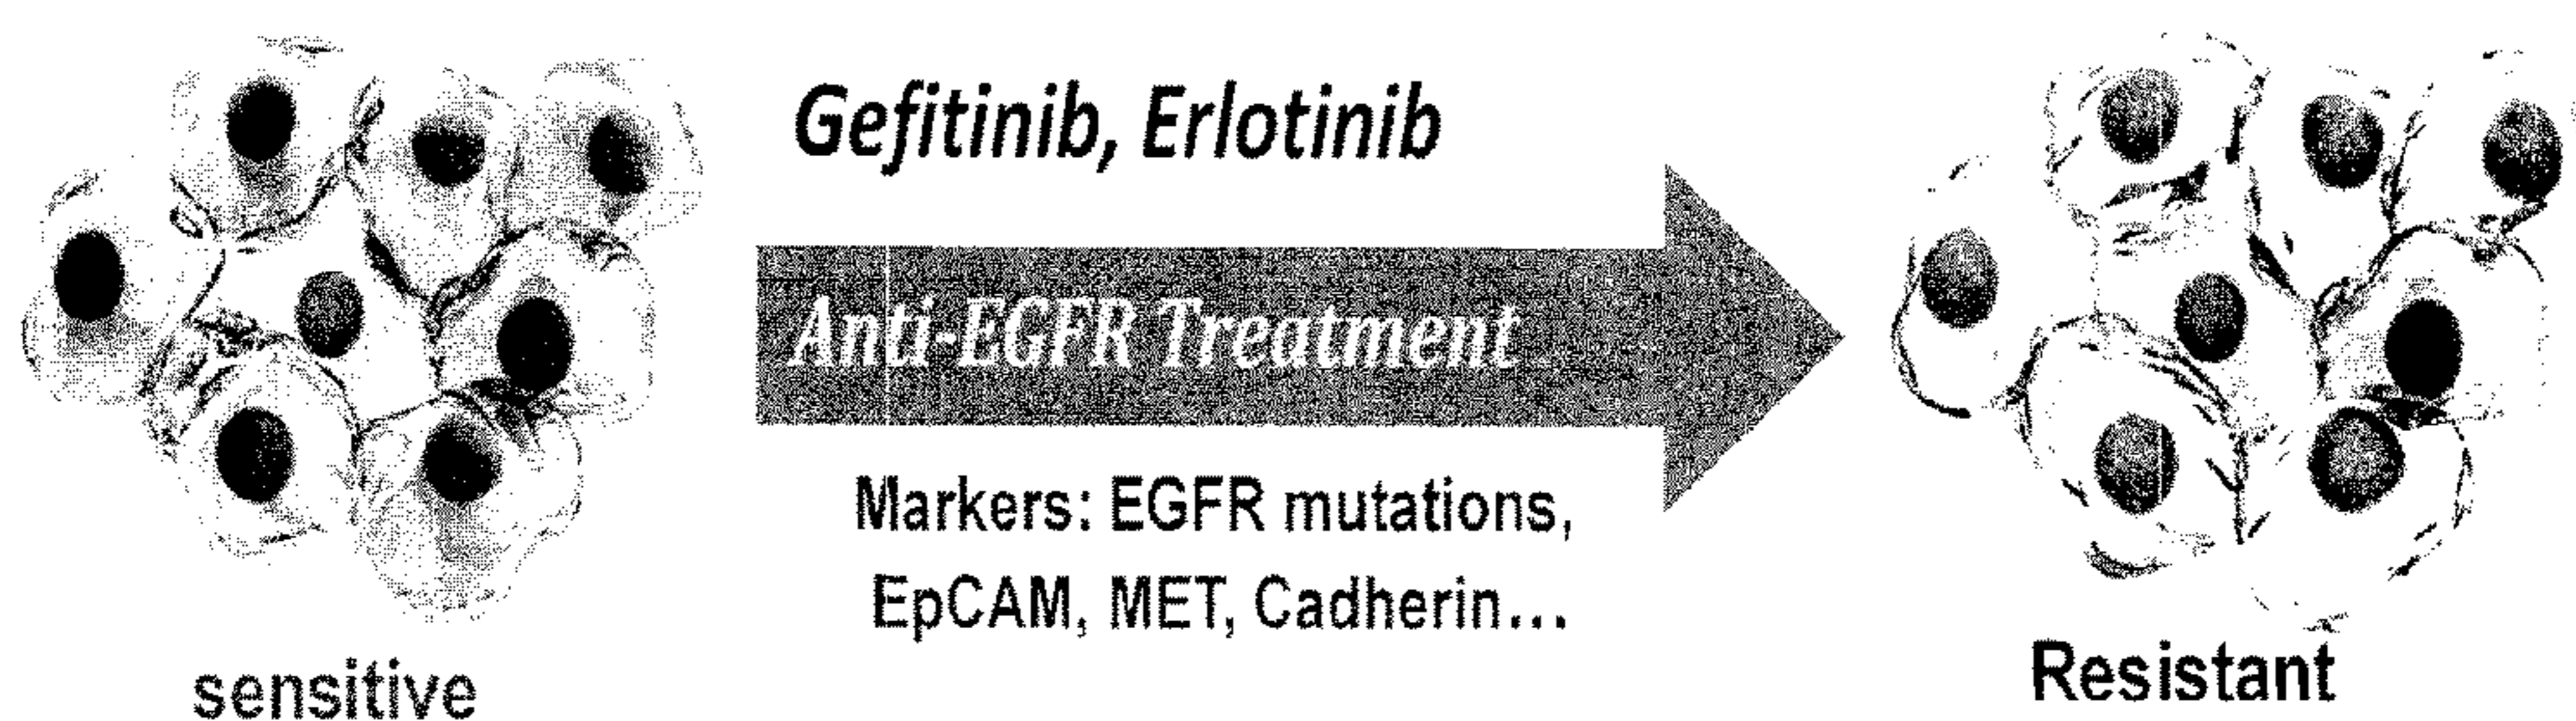 Gefitinib, Erlotinib
Anti-EGFR Treatment
Markers: EGFR mutations,
EpCAM, MET, Cadherin...
sensitive
Resistant